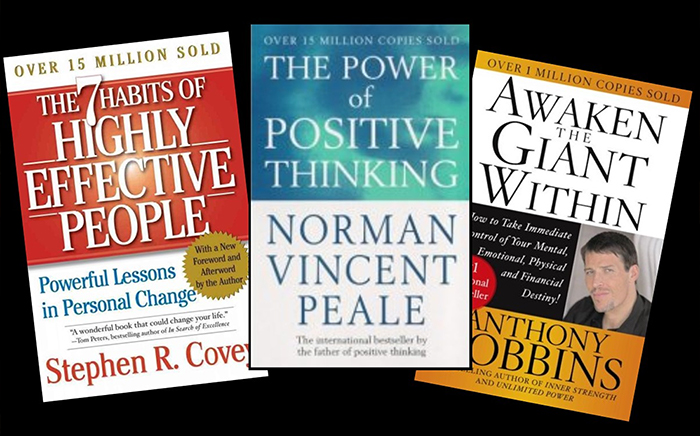 OVER 15 MILLION SOLD
THE 7 HABITS OF
HIGHLY
EFFECTIVE
PEOPLE
With a New
Foreword and
Afterword
by the Author
Powerful Lessons
in Personal Change
"A wonderful book that could change your life."
—Tom Peters, bestselling author of In Search of Excellence
Stephen R. Covey
OVER 15 MILLION COPIES SOLD
THE POWER
of
POSITIVE
THINKING
NORMAN
VINCENT
PEALE
The international bestseller by
the father of positive thinking
OVER 1 MILLION COPIES SOLD
AWAKEN
THE
GIANT
WITHIN
How to Take Immediate
Control of Your Mental,
Emotional, Physical
and Financial
Destiny!
ANTHONY
ROBBINS
AUTHOR OF INNER STRENGTH
AND UNLIMITED POWER